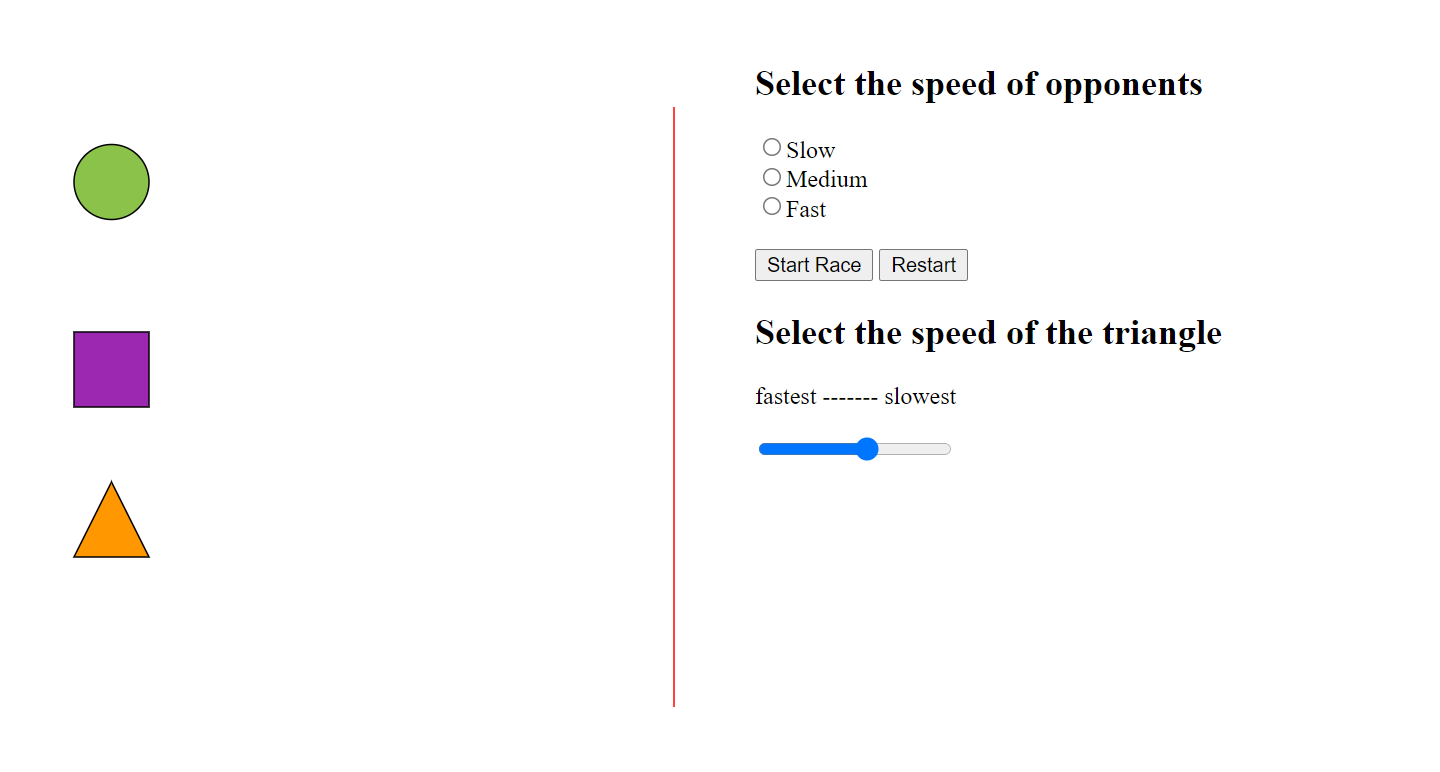 Select the speed of opponents
Slow
Medium
Fast
Start Race Restart
Select the speed of the triangle
fastest ------- slowest